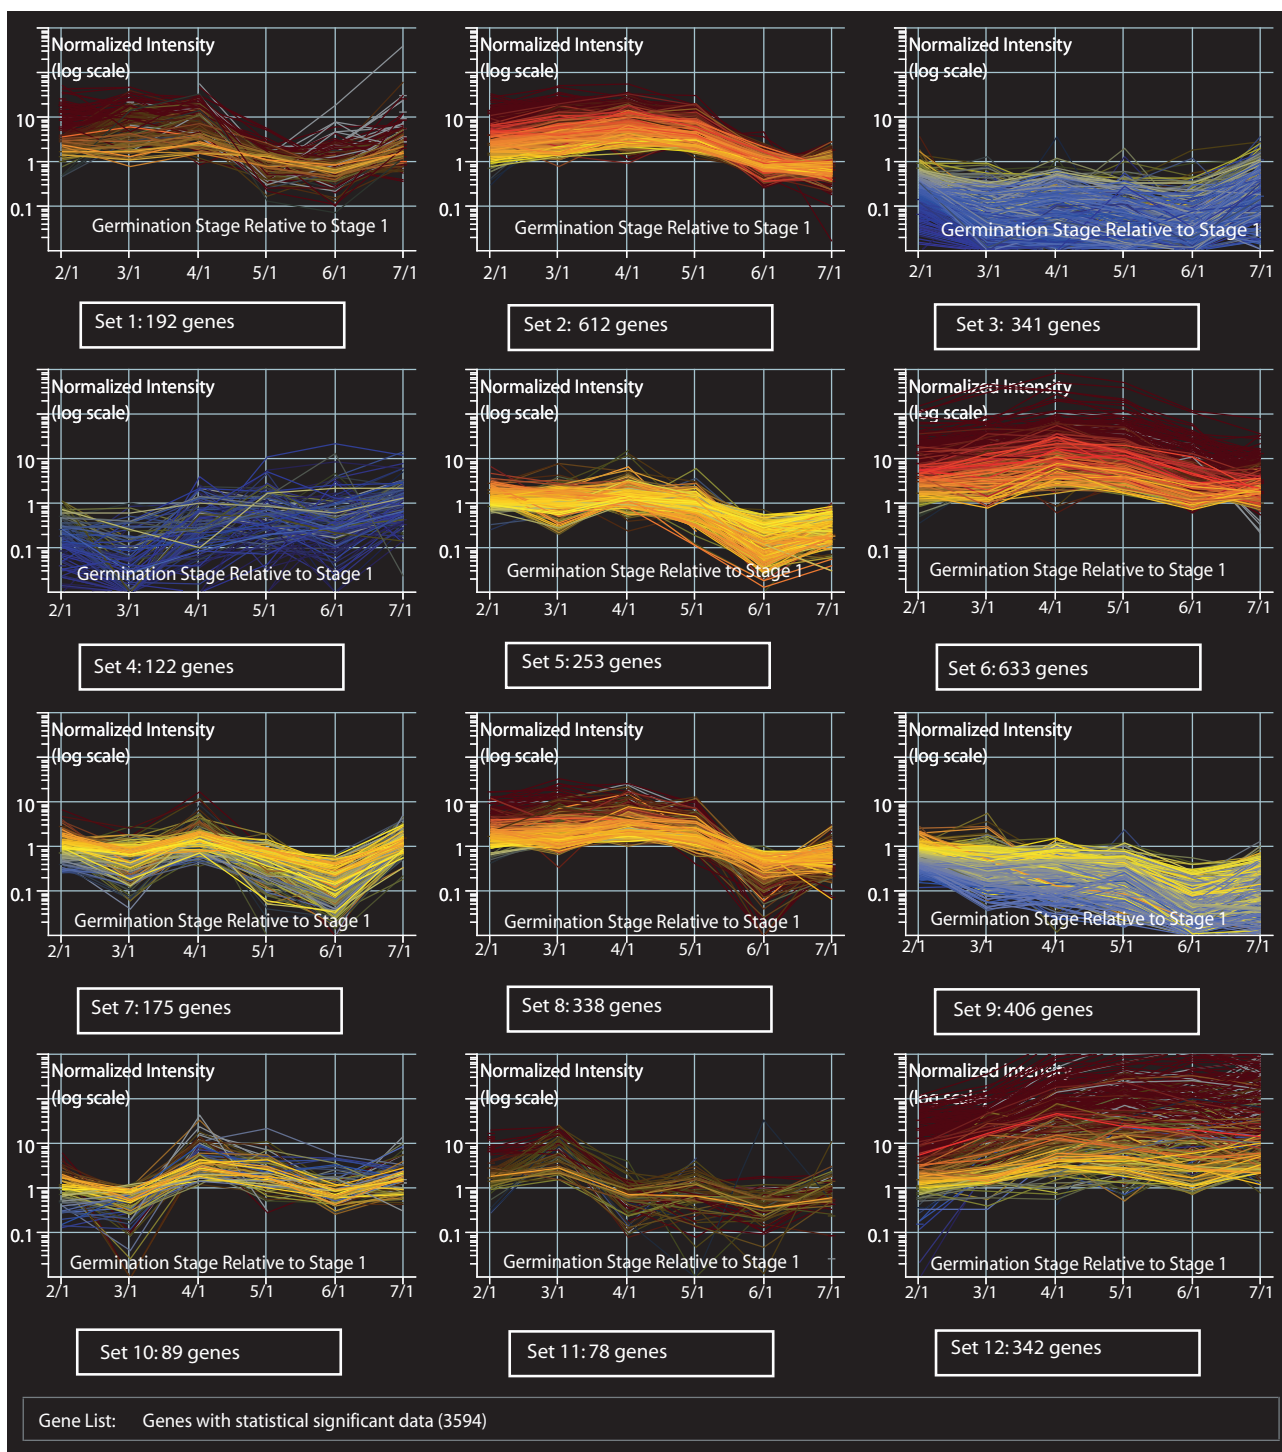 Normalized Intensity
(log scale)
10
1
0.1
Germination Stage Relative to Stage 1
2/1 3/1 4/1 5/1 6/1 7/1
Set 1: 192 genes
Normalized Intensity
(log scale)
10
1
0.1
Germination Stage Relative to Stage 1
2/1 3/1 4/1 5/1 6/1 7/1
Set 2: 612 genes
Normalized Intensity
(log scale)
10
1
0.1
Germination Stage Relative to Stage 1
2/1 3/1 4/1 5/1 6/1 7/1
Set 3: 341 genes
Normalized Intensity
(log scale)
10
1
0.1
Germination Stage Relative to Stage 1
2/1 3/1 4/1 5/1 6/1 7/1
Set 4: 122 genes
Normalized Intensity
(log scale)
10
1
0.1
Germination Stage Relative to Stage 1
2/1 3/1 4/1 5/1 6/1 7/1
Set 5: 253 genes
Normalized Intensity
(log scale)
10
1
0.1
Germination Stage Relative to Stage 1
2/1 3/1 4/1 5/1 6/1 7/1
Set 6: 633 genes
Normalized Intensity
(log scale)
10
1
0.1
Germination Stage Relative to Stage 1
2/1 3/1 4/1 5/1 6/1 7/1
Set 7: 175 genes
Normalized Intensity
(log scale)
10
1
0.1
Germination Stage Relative to Stage 1
2/1 3/1 4/1 5/1 6/1 7/1
Set 8: 338 genes
Normalized Intensity
(log scale)
10
1
0.1
Germination Stage Relative to Stage 1
2/1 3/1 4/1 5/1 6/1 7/1
Set 9: 406 genes
Normalized Intensity
(log scale)
10
1
0.1
Germination Stage Relative to Stage 1
2/1 3/1 4/1 5/1 6/1 7/1
Set 10: 89 genes
Normalized Intensity
(log scale)
10
1
0.1
Germination Stage Relative to Stage 1
2/1 3/1 4/1 5/1 6/1 7/1
Set 11: 78 genes
Normalized Intensity
(log scale)
10
1
0.1
Germination Stage Relative to Stage 1
2/1 3/1 4/1 5/1 6/1 7/1
Set 12: 342 genes
Gene List: Genes with statistical significant data (3594)